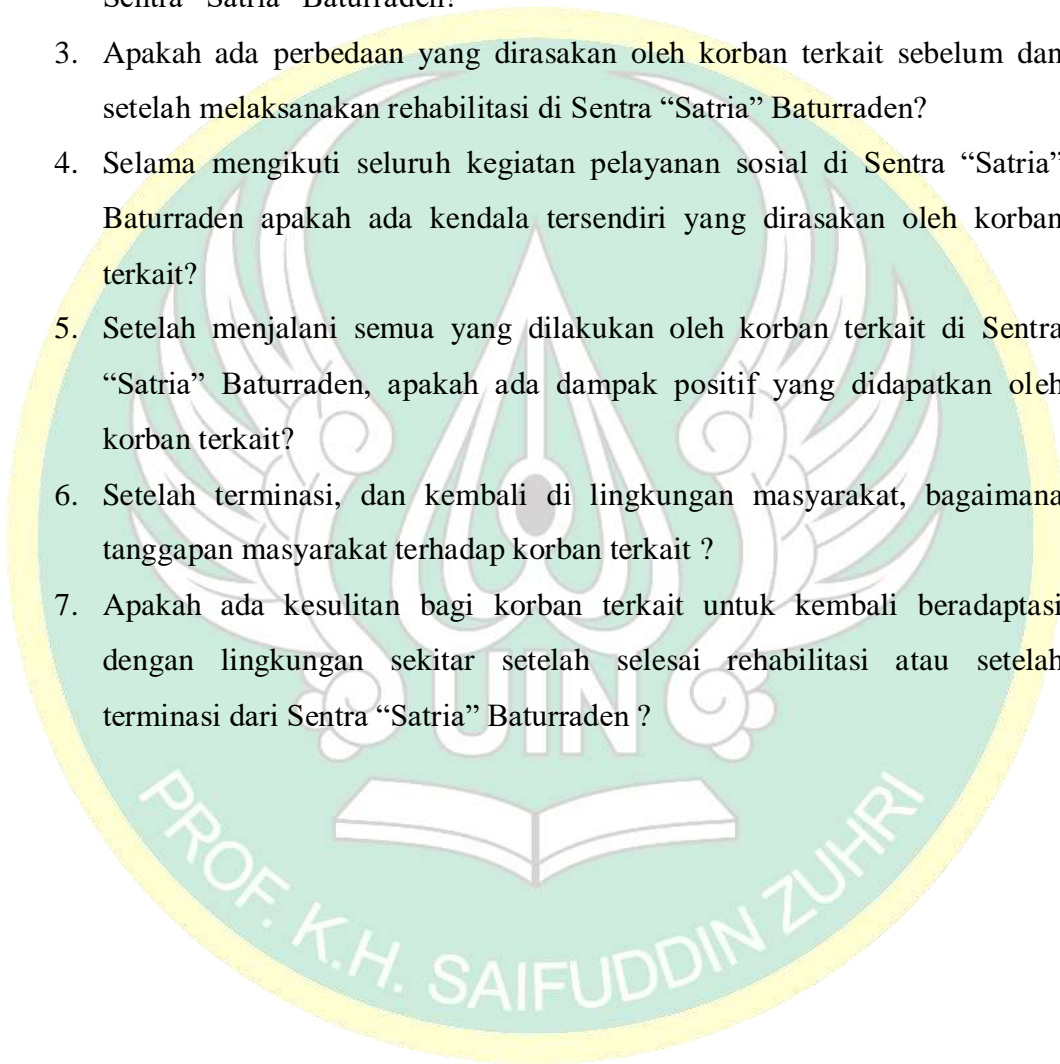 Sentra “Satria” Baturraden?
3. Apakah ada perbedaan yang dirasakan oleh korban terkait sebelum dan
setelah melaksanakan rehabilitasi di Sentra “Satria” Baturraden?
4. Selama mengikuti seluruh kegiatan pelayanan sosial di Sentra “Satria”
Baturraden apakah ada kendala tersendiri yang dirasakan oleh korban
terkait?
5. Setelah menjalani semua yang dilakukan oleh korban terkait di Sentra
“Satria” Baturraden, apakah ada dampak positif yang didapatkan oleh
korban terkait?
6. Setelah terminasi, dan kembali di lingkungan masyarakat, bagaimana
tanggapan masyarakat terhadap korban terkait ?
7. Apakah ada kesulitan bagi korban terkait untuk kembali beradaptasi
dengan lingkungan sekitar setelah selesai rehabilitasi atau setelah
terminasi dari Sentra “Satria” Baturraden ?
UIN
PROF. K.H. SAIFUDDIN ZUHRI